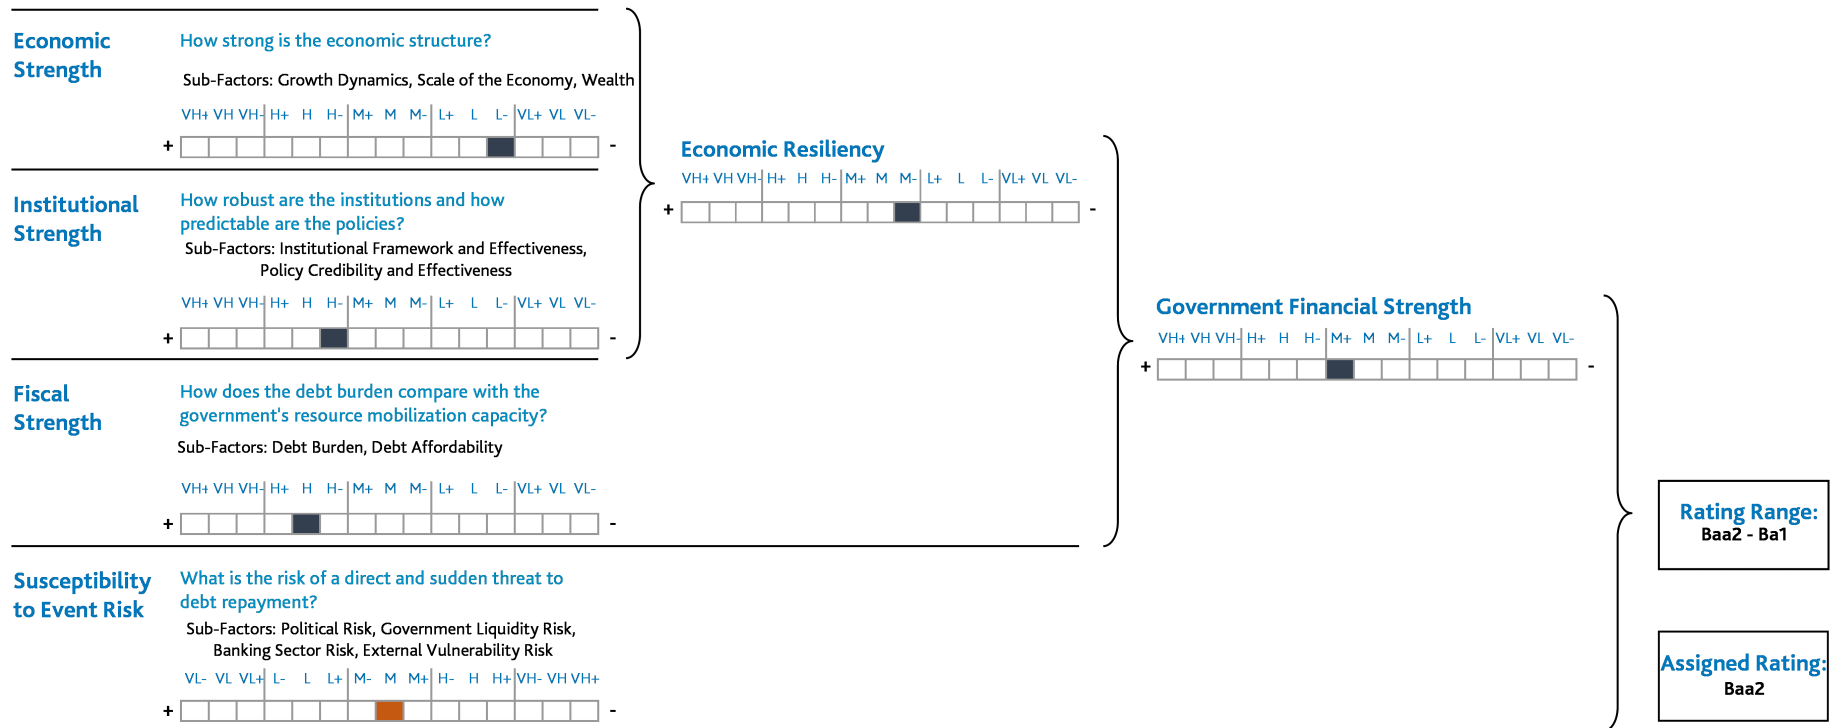 Economic
Strength
How strong is the economic structure?
Sub-Factors: Growth Dynamics, Scale of the Economy, Wealth
VH+ VH VH- H+ H H- M+ M M- L+ L L- VL+ VL VL-
+ -
Institutional
Strength
How robust are the institutions and how
predictable are the policies?
Sub-Factors: Institutional Framework and Effectiveness,
Policy Credibility and Effectiveness
VH+ VH VH- H+ H H- M+ M M- L+ L L- VL+ VL VL-
+ -
Economic Resiliency
VH+ VH VH- H+ H H- M+ M M- L+ L L- VL+ VL VL-
+ -
Fiscal
Strength
How does the debt burden compare with the
government's resource mobilization capacity?
Sub-Factors: Debt Burden, Debt Affordability
VH+ VH VH- H+ H H- M+ M M- L+ L L- VL+ VL VL-
+ -
Government Financial Strength
VH+ VH VH- H+ H H- M+ M M- L+ L L- VL+ VL VL-
+ -
Susceptibility
to Event Risk
What is the risk of a direct and sudden threat to
debt repayment?
Sub-Factors: Political Risk, Government Liquidity Risk,
Banking Sector Risk, External Vulnerability Risk
VL- VL VL+ L- L L+ M- M M+ H- H H+ VH- VH VH+
+ -
Rating Range:
Baa2 - Ba1
Assigned Rating:
Baa2